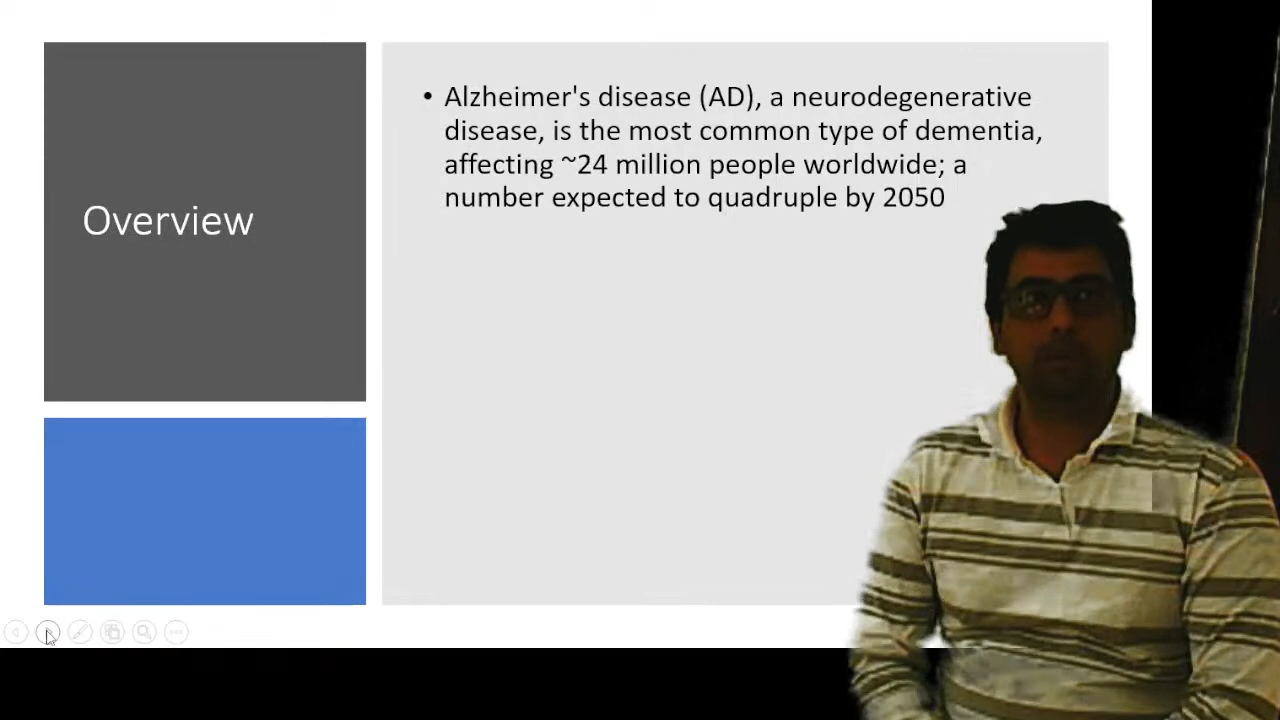 Overview
• Alzheimer's disease (AD), a neurodegenerative
disease, is the most common type of dementia,
affecting ~24 million people worldwide; a
number expected to quadruple by 2050